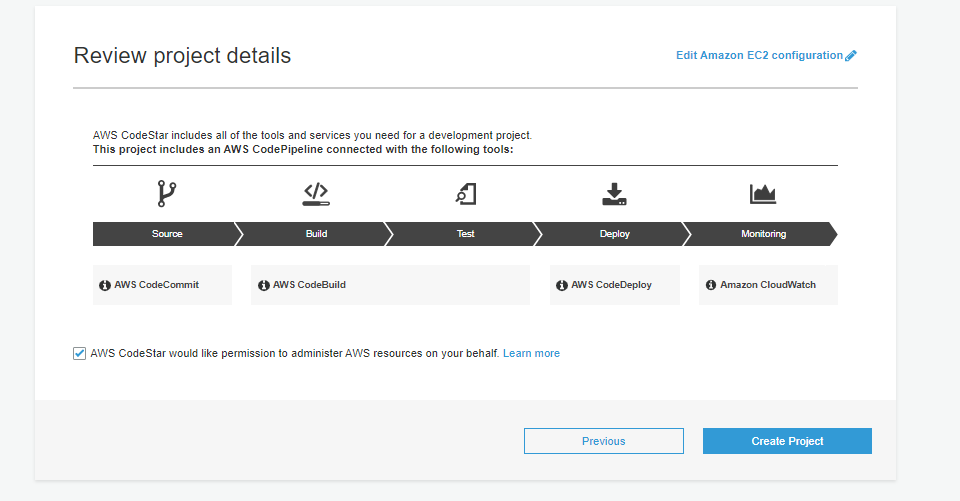 Review project details
Edit Amazon EC2 configuration
AWS CodeStar includes all of the tools and services you need for a development project.
This project includes an AWS CodePipeline connected with the following tools:
Source
Build
Test
Deploy
Monitoring
AWS CodeCommit
AWS CodeBuild
AWS CodeDeploy
Amazon CloudWatch
AWS CodeStar would like permission to administer AWS resources on your behalf. Learn more
Previous
Create Project